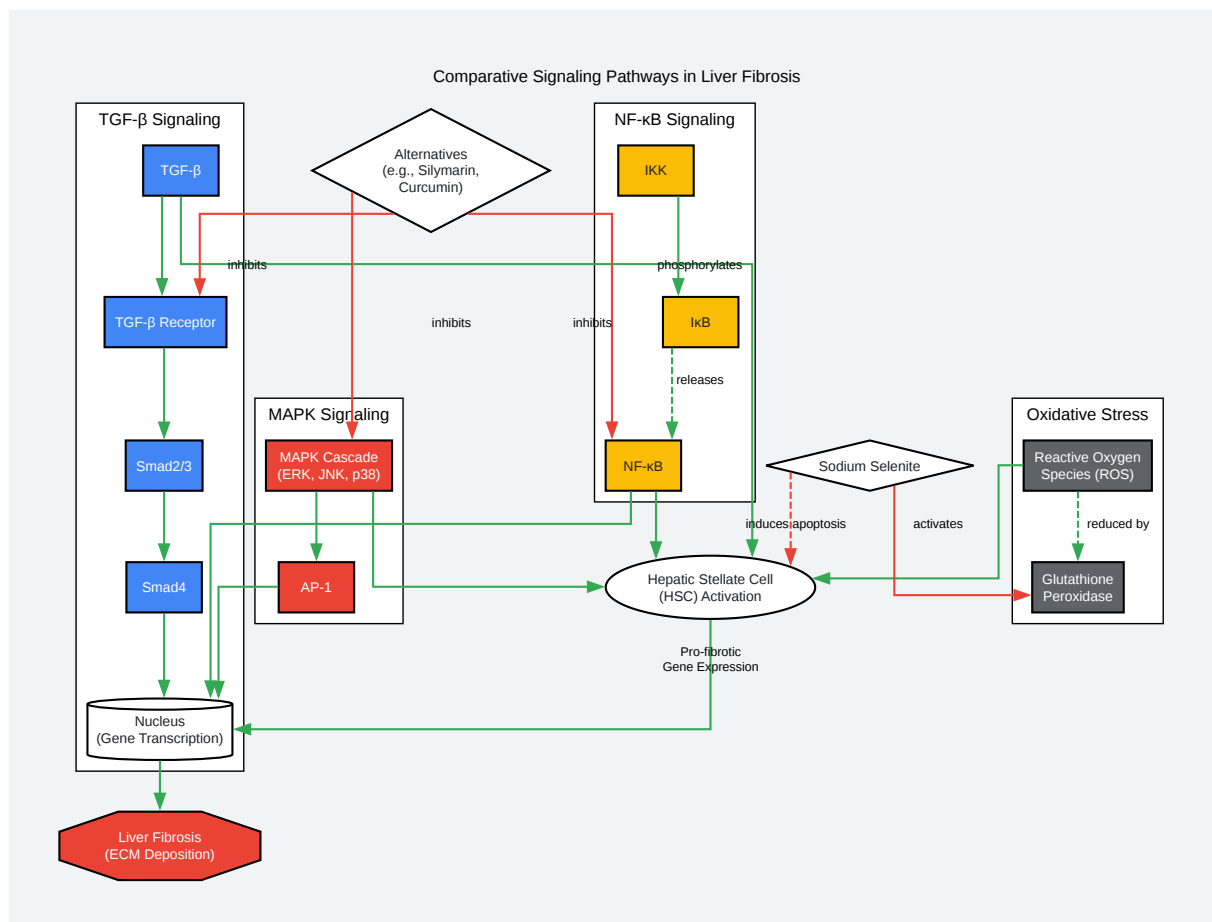 Comparative Signaling Pathways in Liver Fibrosis
TGF-β Signaling
NF-κB Signaling
Alternatives
(e.g., Silymarin,
Curcumin)
TGF-β
IKK
inhibits
phosphorylates
TGF-β Receptor
inhibits
inhibits
IκB
releases
MAPK Signaling
Oxidative Stress
Smad2/3
MAPK Cascade
(ERK, JNK, p38)
NF-κB
Sodium Selenite
Reactive Oxygen
Species (ROS)
induces apoptosis
activates
reduced by
Smad4
AP-1
Hepatic Stellate Cell
(HSC) Activation
Glutathione
Peroxidase
Pro-fibrotic
Gene Expression
Nucleus
(Gene Transcription)
Liver Fibrosis
(ECM Deposition)